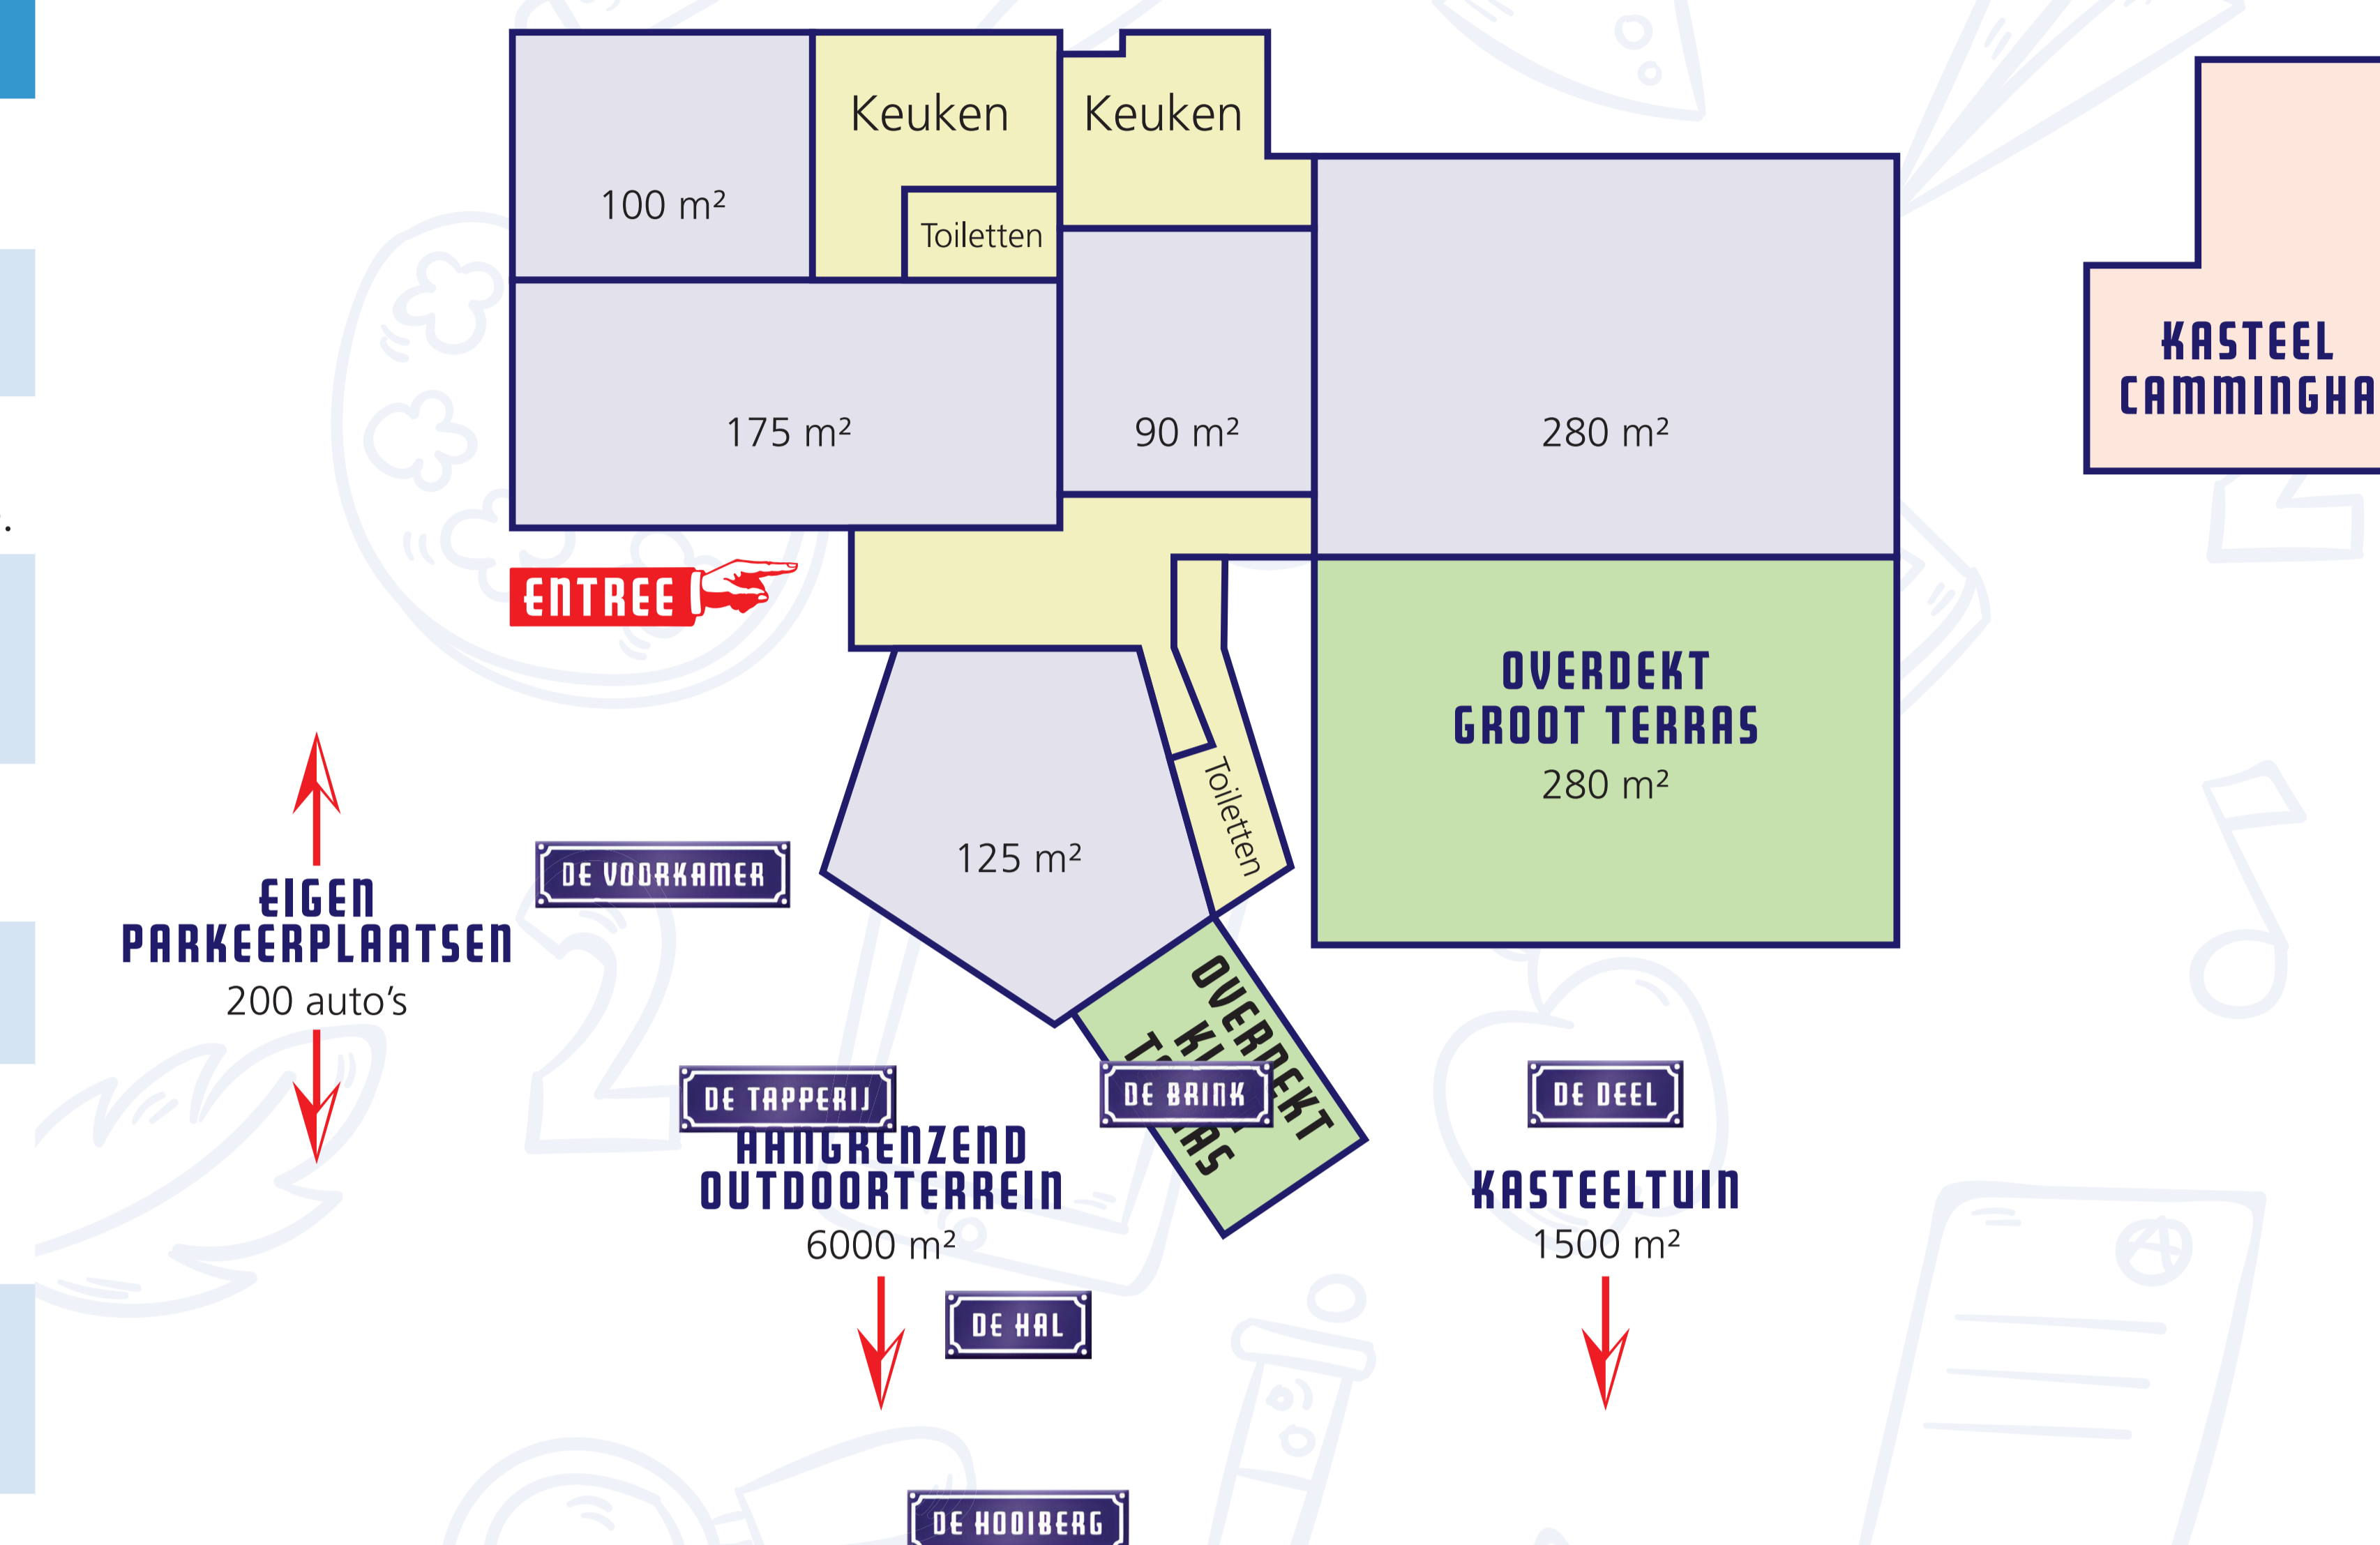 Keuken
Keuken
100 m²
Toiletten
175 m²
90 m²
280 m²
KASTEEL
CAMMINGHA
.
ENTREE
OVERDEKT
GROOT TERRAS
280 m²
Toiletten
125 m²
DE VOORKAMER
EIGEN
PARKEERPLAATSEN
200 auto's
OVERDEKT
DE TAPPERIJ
DE BRINK
DE DEEL
AANGRENZEND
OUTDOORTERREIN
6000 m²
KASTEELTUIN
1500 m²
DE HAL
DE HOOIBERG